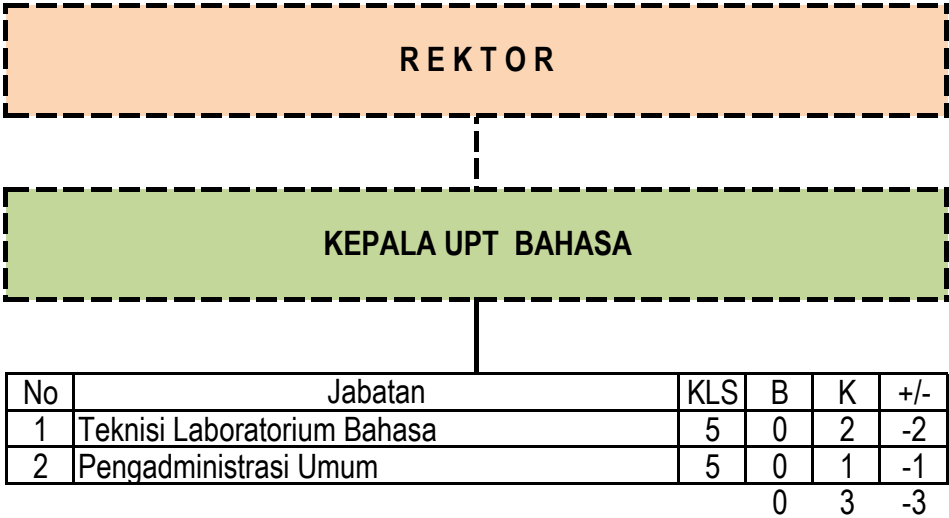 R E K T O R
KEPALA UPT BAHASA
No Jabatan KLS B K +/-
1 Teknisi Laboratorium Bahasa 5 0 2 -2
2 Pengadministrasi Umum 5 0 1 -1
0 3 -3